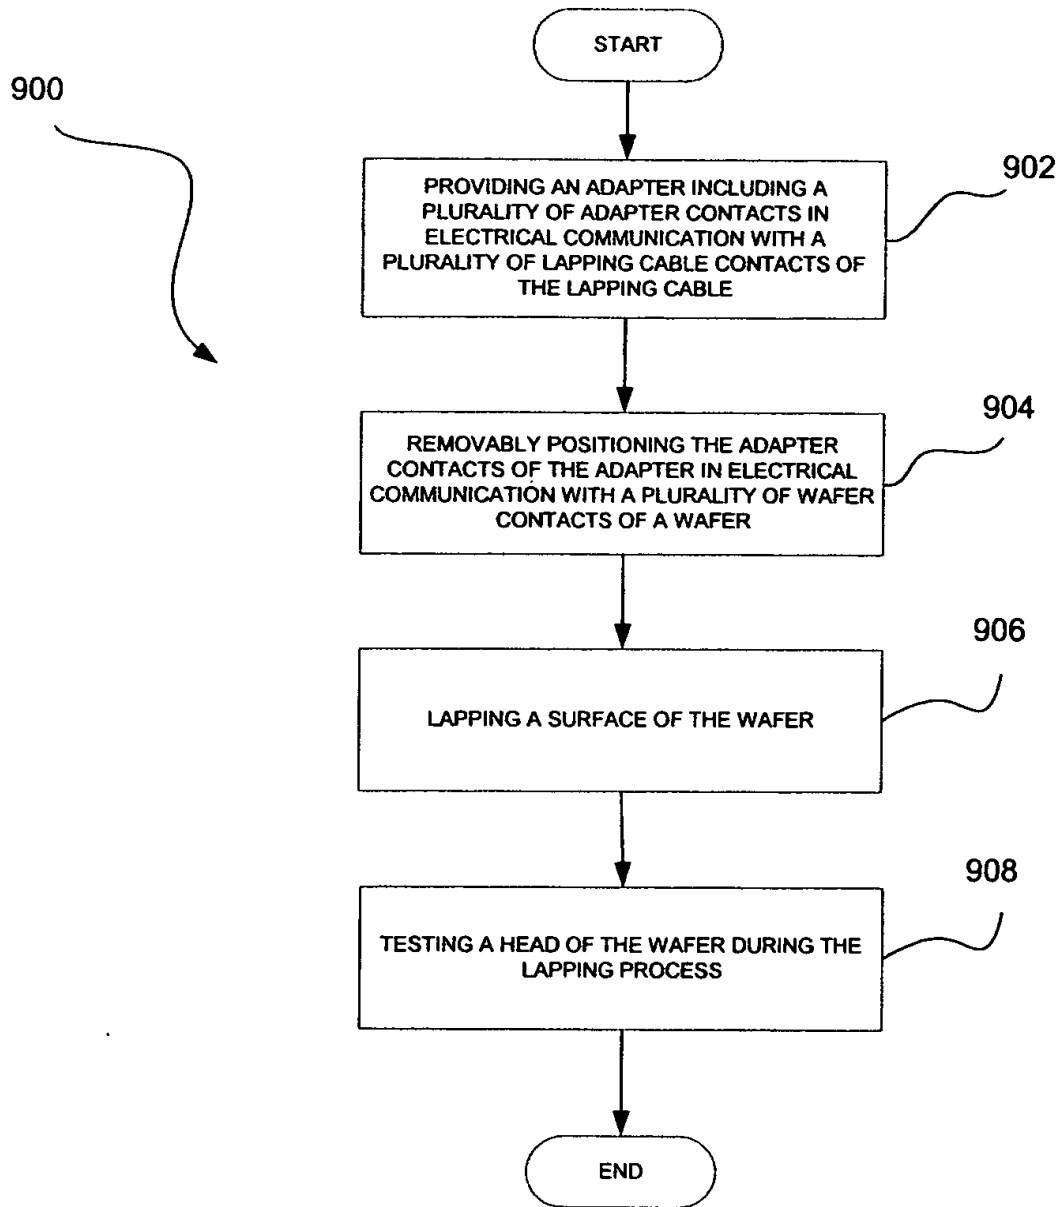 START
900
902
PROVIDING AN ADAPTER INCLUDING A
PLURALITY OF ADAPTER CONTACTS IN
ELECTRICAL COMMUNICATION WITH A
PLURALITY OF LAPPING CABLE CONTACTS OF
THE LAPPING CABLE
904
REMOVABLY POSITIONING THE ADAPTER
CONTACTS OF THE ADAPTER IN ELECTRICAL
COMMUNICATION WITH A PLURALITY OF WAFER
CONTACTS OF A WAFER
906
LAPPING A SURFACE OF THE WAFER
908
TESTING A HEAD OF THE WAFER DURING THE
LAPPING PROCESS
END